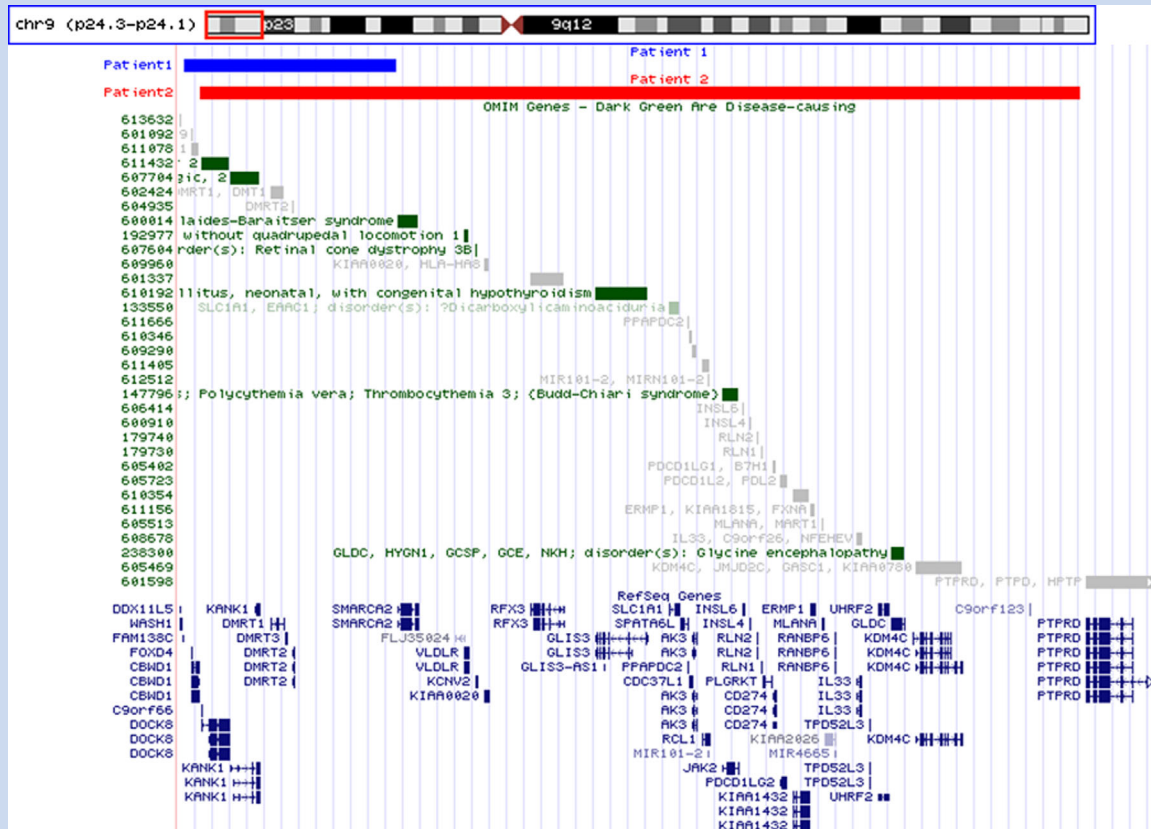 chr9 (p24.3-p24.1) p23 9q12
Patient 1
Patient1
Patient 2
Patient2
OMIM Genes - Dark Green Are Disease-causing
613632
601092 9
611078 1
611432 2
607704 gic, 2
602424 MRT1, DMT1
604935 DMRT2
600014 laides-Baraitser syndrome
192977 without quadrupedal locomotion 1
607604 rder(s): Retinal cone dystrophy 3B
609960 KIAA0020, HLA-HA8
601337
610192 llitus, neonatal, with congenital hypothyroidism
133550 SLC1A1, EAAC1; disorder(s): ?Dicarboxylicaminoaciduria
611666 PPAPDC2
610346
609290
611405
612512 MIR101-2, MIRN101-2
147796 s; Polycythemia vera; Thrombocythemia 3; (Budd-Chiari syndrome)
606414 INSL6
600910 INSL4
179740 RLN2
179730 RLN1
605402 PDCD1LG1, B7H1
605723 PDCD1L2, PDL2
610354
611156 ERMP1, KIAA1815, FXNA
605513 MLANA, MART1
608678 IL33, C9orf26, NFEHEV
238300 GLDC, HYGN1, GCSP, GCE, NKH; disorder(s): Glycine encephalopathy
605469 KDM4C, JMJD2C, GASC1, KIAA0780
601598 PTPRD, PTPD, HPTP
RefSeq Genes
DDX11L5 KANK1 SMARCA2 RFX3 SLC1A1 INSL6 ERMP1 UHRF2 C9orf123
WASH1 DMRT1 SMARCA2 RFX3 SPATA6L INSL4 MLANA GLDC PTPRD
FAM138C DMRT3 FLJ35024 GLIS3 AK3 RLN2 RANBP6 KDM4C PTPRD
FOXD4 DMRT2 VLDLR GLIS3 AK3 RLN2 RANBP6 KDM4C PTPRD
CBWD1 DMRT2 VLDLR GLIS3-AS1 PPAPDC2 RLN1 RANBP6 KDM4C PTPRD
CBWD1 DMRT2 KCNV2 CDC37L1 PLGRKT IL33 PTPRD
CBWD1 KIAA0020 AK3 CD274 IL33 PTPRD
C9orf66 AK3 CD274 IL33
DOCK8 AK3 CD274 TPD52L3
DOCK8 RCL1 KIAA2026 KDM4C
DOCK8 MIR101-2 MIR4665
KANK1 JAK2 TPD52L3
KANK1 PDCD1LG2 TPD52L3
KANK1 KIAA1432 UHRF2
KIAA1432
KIAA1432